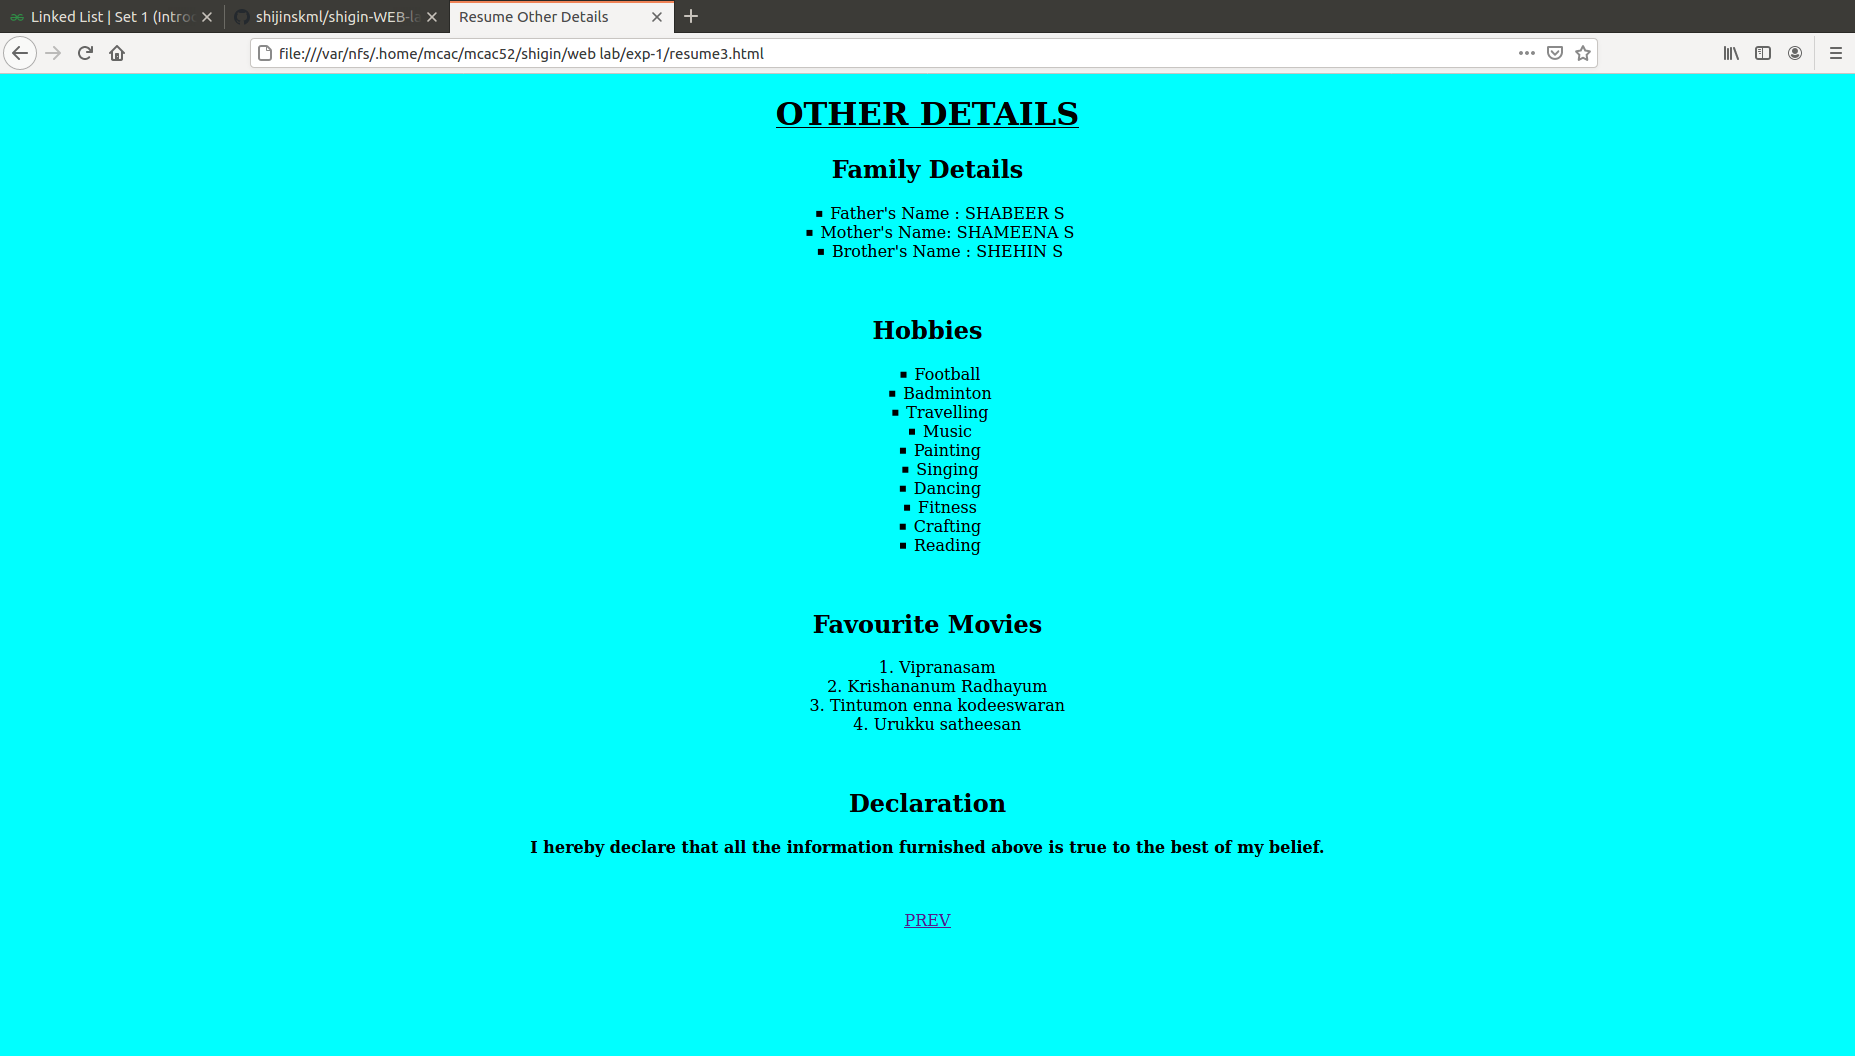 Linked List | Set 1 (Introd
shijinskml/shigin-WEB-la
Resume Other Details
file:///var/nfs/.home/mcac/mcac52/shigin/web lab/exp-1/resume3.html
OTHER DETAILS
Family Details
▪ Father's Name : SHABEER S
▪ Mother's Name: SHAMEENA S
▪ Brother's Name : SHEHIN S
Hobbies
▪ Football
▪ Badminton
▪ Travelling
▪ Music
▪ Painting
▪ Singing
▪ Dancing
▪ Fitness
▪ Crafting
▪ Reading
Favourite Movies
1. Vipranasam
2. Krishananum Radhayum
3. Tintumon enna kodeeswaran
4. Urukku satheesan
Declaration
I hereby declare that all the information furnished above is true to the best of my belief.
PREV